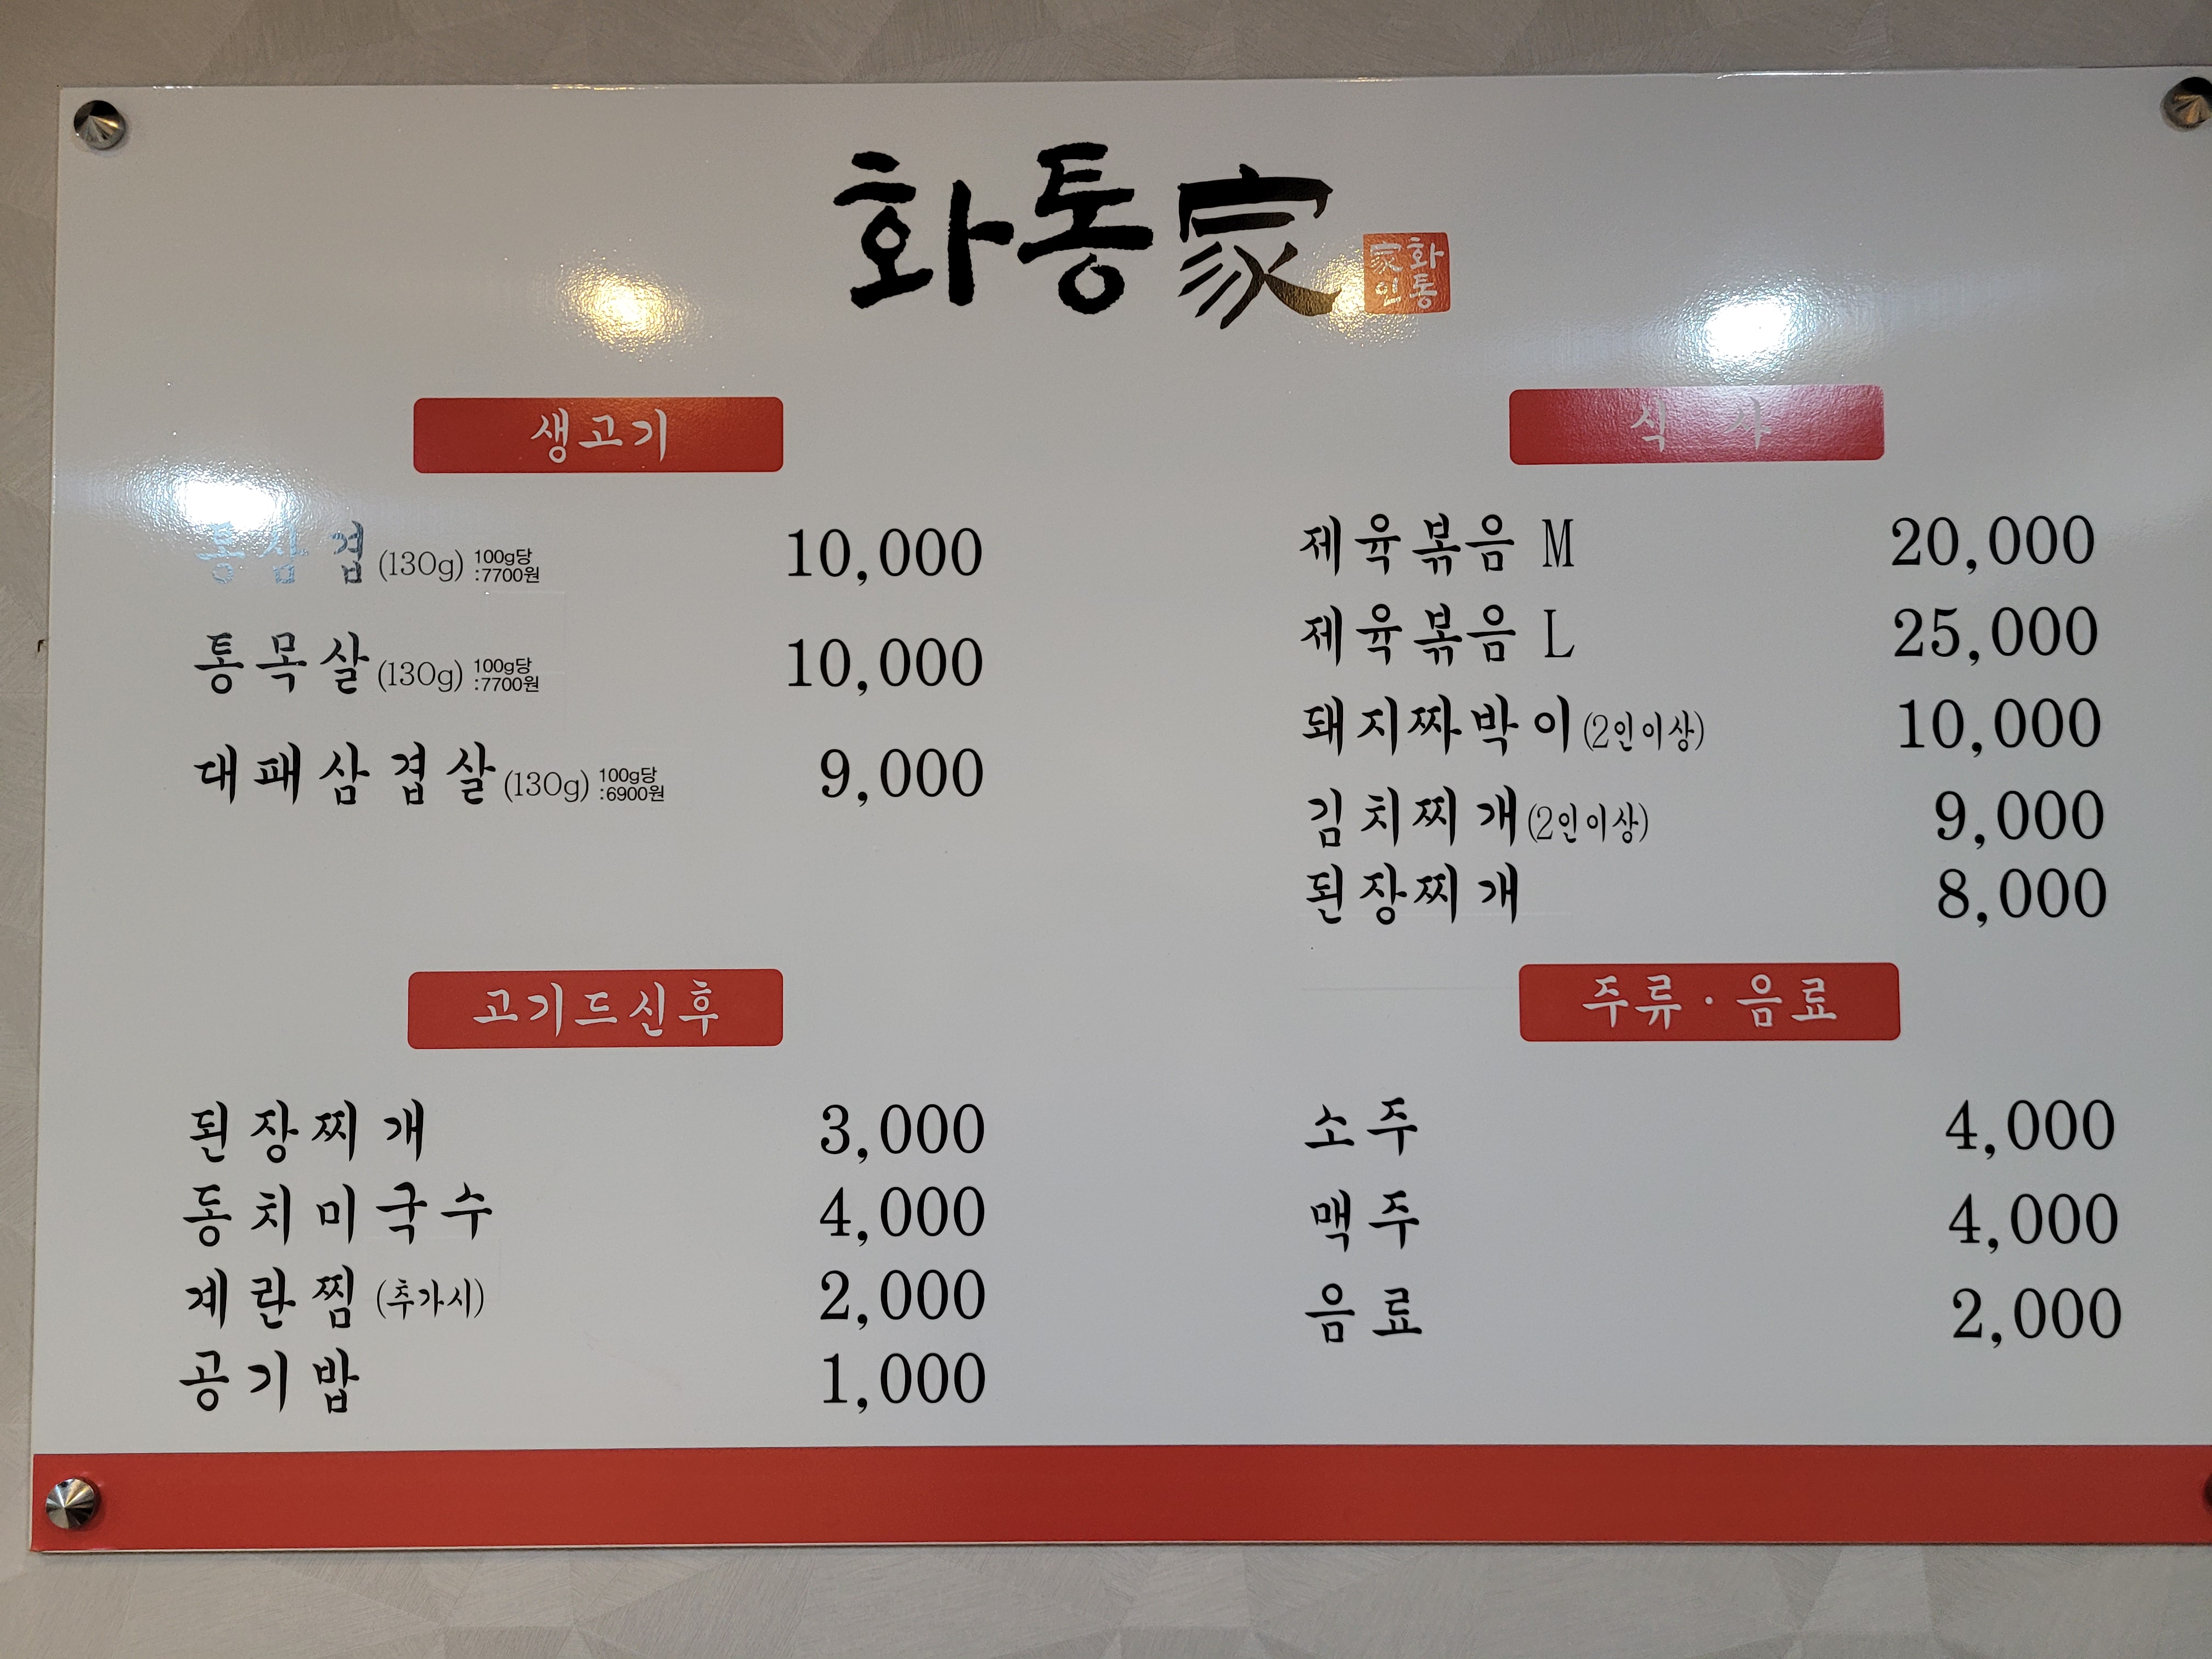 화통家
家화
인통
생고기
통삼겹(130g) 100g당
:7700원
10,000
통목살(130g) 100g당
:7700원
10,000
대패삼겹살(130g) 100g당
:6900원
9,000
고기드신후
된장찌개 3,000
동치미국수 4,000
계란찜(추가시) 2,000
공기밥 1,000
식사
제육볶음 M 20,000
제육볶음 L 25,000
돼지짜박이(2인이상) 10,000
김치찌개(2인이상) 9,000
된장찌개 8,000
주류·음료
소주 4,000
맥주 4,000
음료 2,000